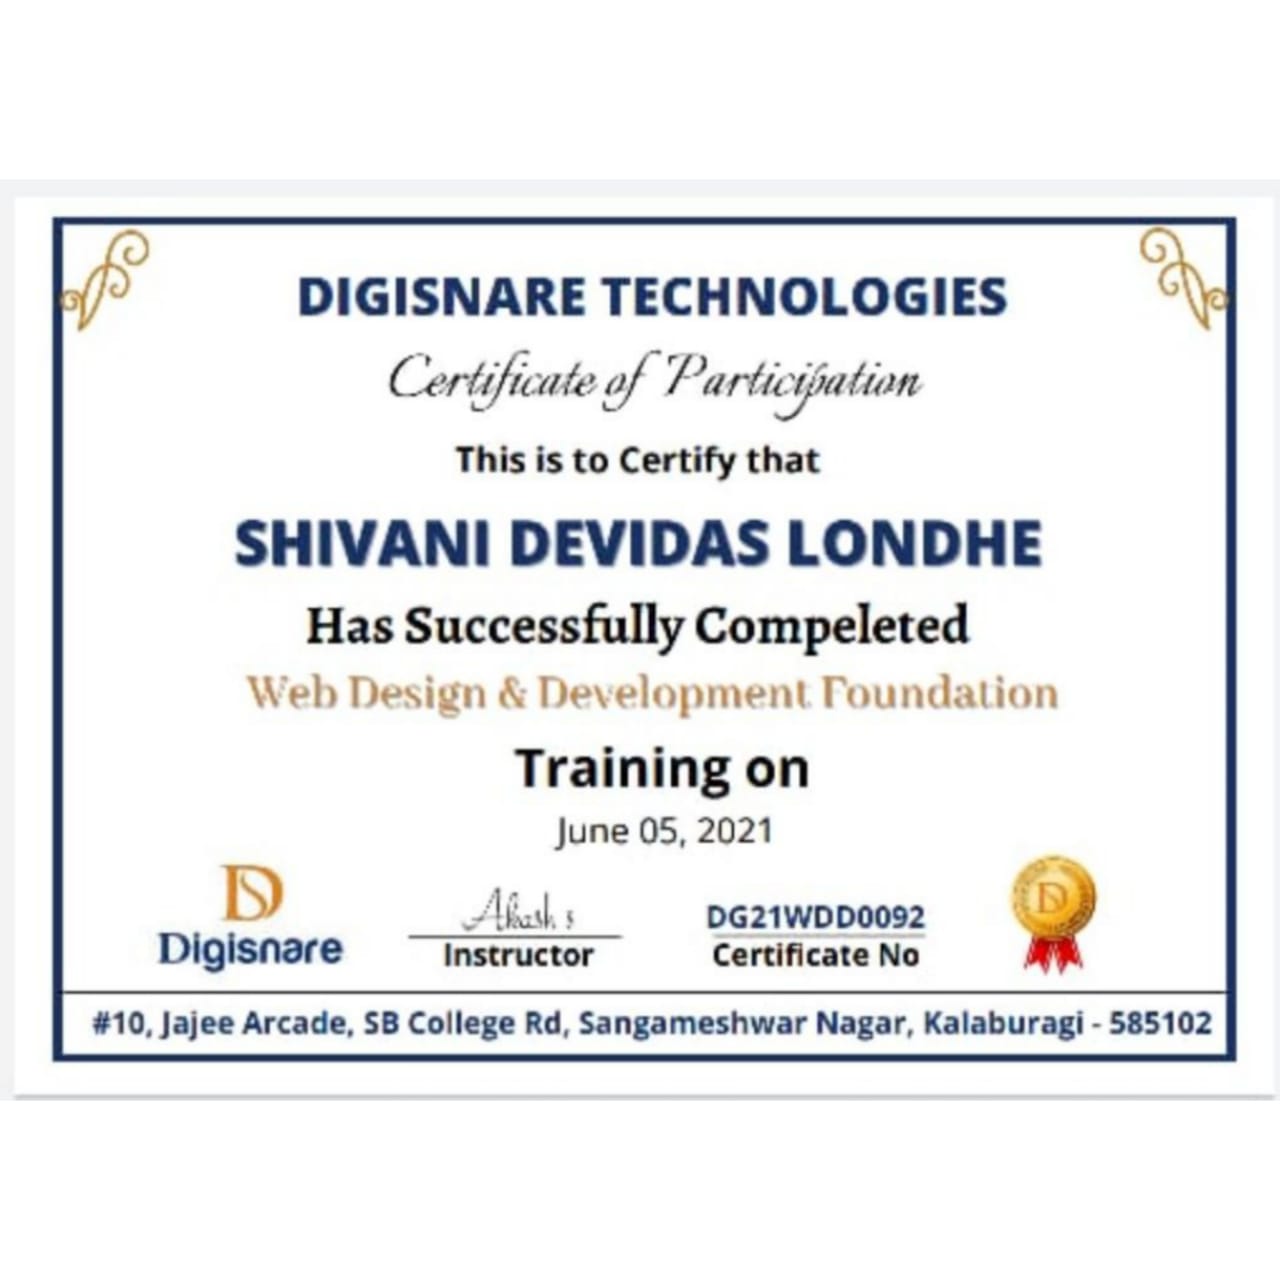 DIGISNARE TECHNOLOGIES
Certificate of Participation
This is to Certify that
SHIVANI DEVIDAS LONDHE
Has Successfully Compeleted
Web Design & Development Foundation
Training on
June 05, 2021
DS
Digisnare
Akash s
Instructor
DG21WDD0092
Certificate No
D
#10, Jajee Arcade, SB College Rd, Sangameshwar Nagar, Kalaburagi - 585102